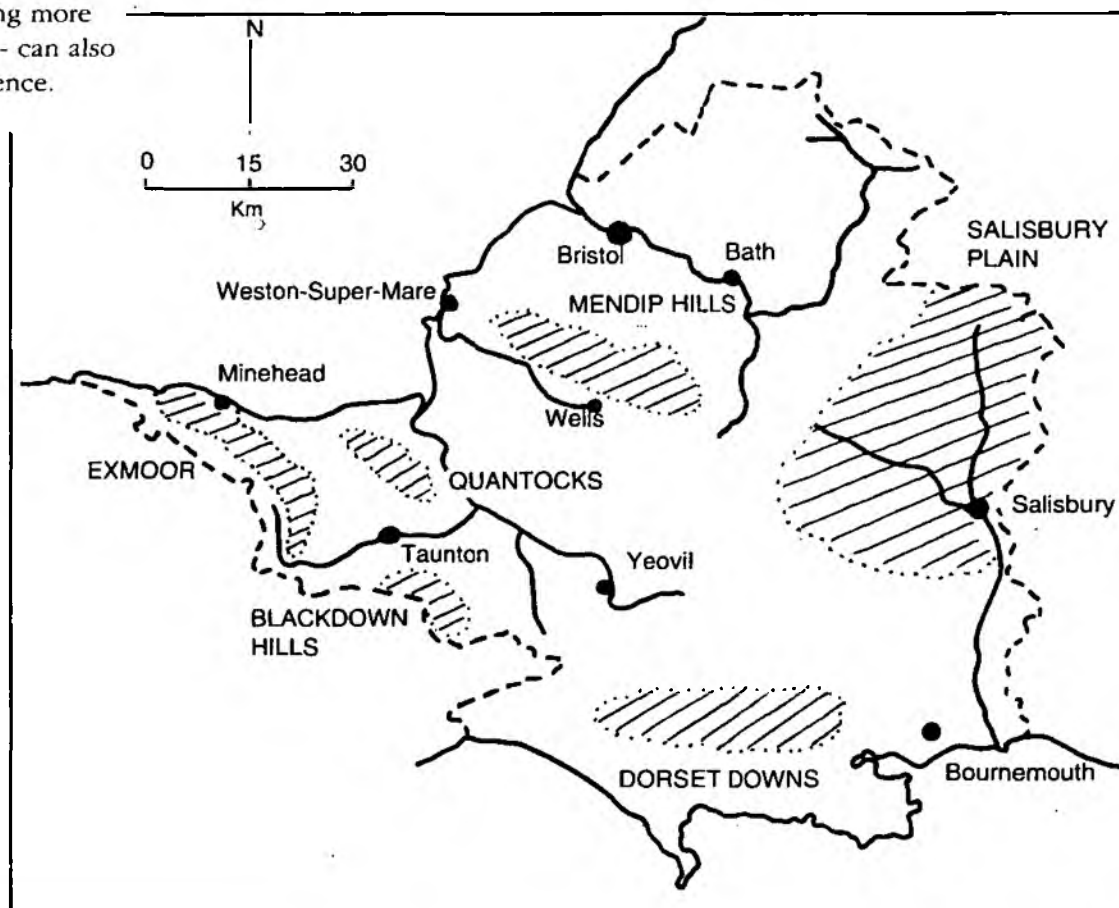 ng more
- can also
ence.
N
0 15 30
Km
SALISBURY
PLAIN
Bristol
Bath
Weston-Super-Mare
MENDIP HILLS
Minehead
Wells
EXMOOR
QUANTOCKS
Salisbury
Taunton
Yeovil
BLACKDOWN
HILLS
DORSET DOWNS
Bournemouth